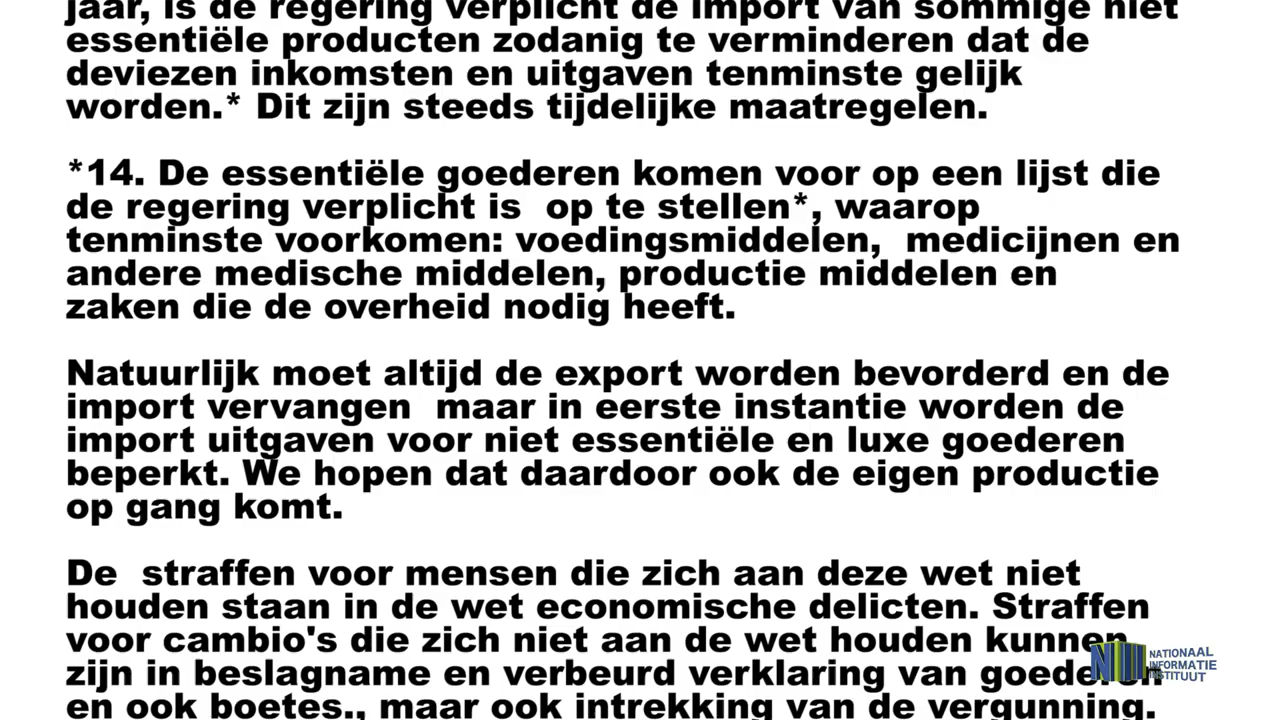 jaar, is de regering verplicht de import van sommige niet
essentiële producten zodanig te verminderen dat de
deviezen inkomsten en uitgaven tenminste gelijk
worden.* Dit zijn steeds tijdelijke maatregelen.
*14. De essentiële goederen komen voor op een lijst die
de regering verplicht is  op te stellen*, waarop
tenminste voorkomen: voedingsmiddelen,  medicijnen en
andere medische middelen, productie middelen en
zaken die de overheid nodig heeft.
Natuurlijk moet altijd de export worden bevorderd en de
import vervangen  maar in eerste instantie worden de
import uitgaven voor niet essentiële en luxe goederen
beperkt. We hopen dat daardoor ook de eigen productie
op gang komt.
De  straffen voor mensen die zich aan deze wet niet
houden staan in de wet economische delicten. Straffen
voor cambio's die zich niet aan de wet houden kunnen
zijn in beslagname en verbeurd verklaring van goederen
en ook boetes., maar ook intrekking van de vergunning.
NII NATIONAAL
INFORMATIE
INSTITUUT